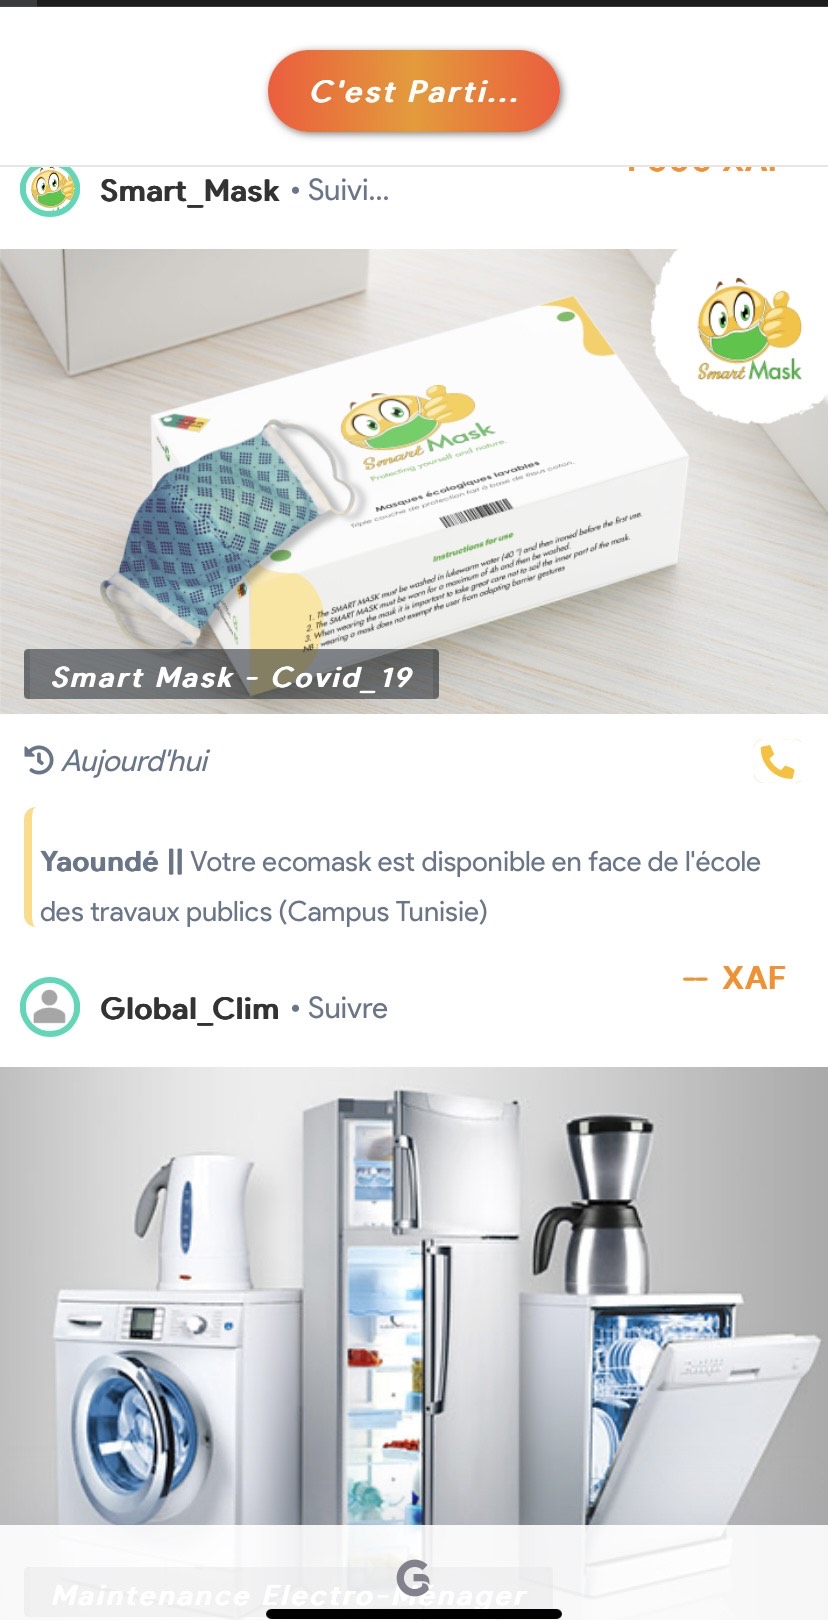 C'est Parti...
Smart_Mask • Suivi...
Smart Mask
Smart Mask
Protecting yourself and nature.
Masques écologiques lavables
Triple couche de protection fait à base de tissus coton.
Instructions for use
1. The SMART MASK must be washed in lukewarm water (40 °) and then ironed before the first use.
2. The SMART MASK must be worn for a maximum of 4h and then be washed.
3. When wearing the mask it is important to take great care not to soil the inner part of the mask.
NB : wearing a mask does not exempt the user from adopting barrier gestures
Smart Mask - Covid_19
Aujourd'hui
Yaoundé || Votre ecomask est disponible en face de l'école
des travaux publics (Campus Tunisie)
-- XAF
Global_Clim • Suivre
G
Maintenance Electro-Ménager